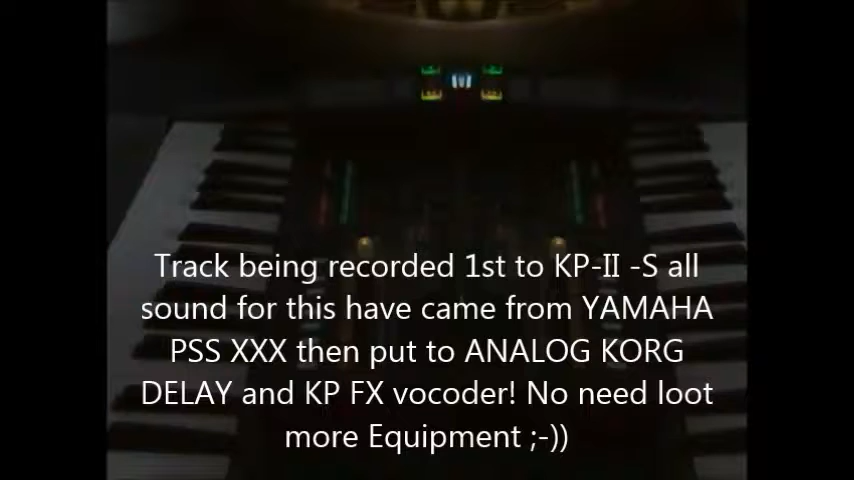 Track being recorded 1st to KP-II -S all
sound for this have came from YAMAHA
PSS XXX then put to ANALOG KORG
DELAY and KP FX vocoder! No need loot
more Equipment ;-))